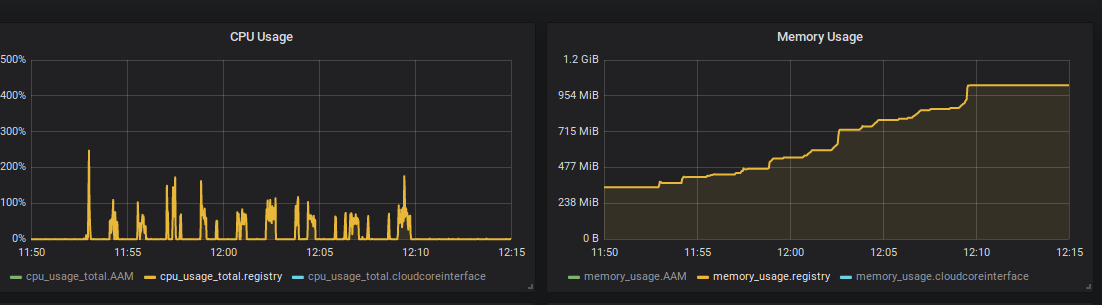 CPU Usage
500%
400%
300%
200%
100%
0%
11:50 11:55 12:00 12:05 12:10 12:15
cpu_usage_total.AAM cpu_usage_total.registry cpu_usage_total.cloudcoreinterface
Memory Usage
1.2 GiB
954 MiB
715 MiB
477 MiB
238 MiB
0 B
11:50 11:55 12:00 12:05 12:10 12:15
memory_usage.AAM memory_usage.registry memory_usage.cloudcoreinterface